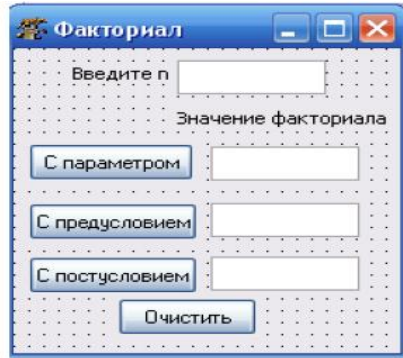 Факториал
Введите n
Значение факториала
С параметром
С предусловием
С постусловием
Очистить